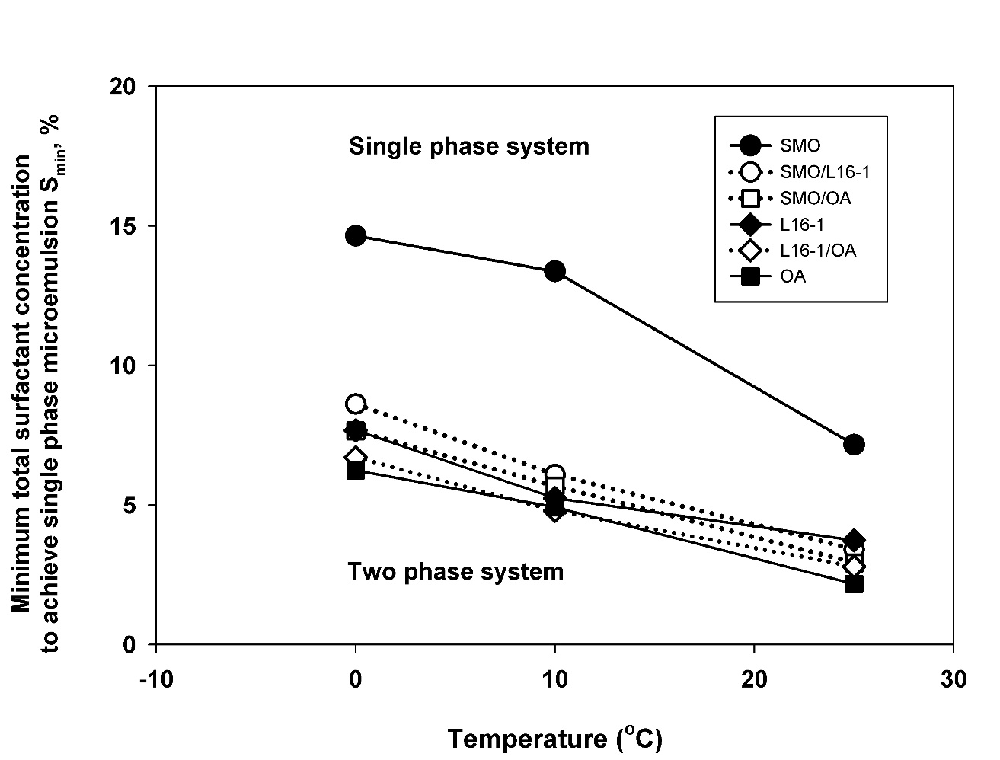 Minimum total surfactant concentration
to achieve single phase microemulsion Smin, %
20
15
10
5
0
Single phase system
Two phase system
SMO
SMO/L16-1
SMO/OA
L16-1
L16-1/OA
OA
-10 0 10 20 30
Temperature (oC)